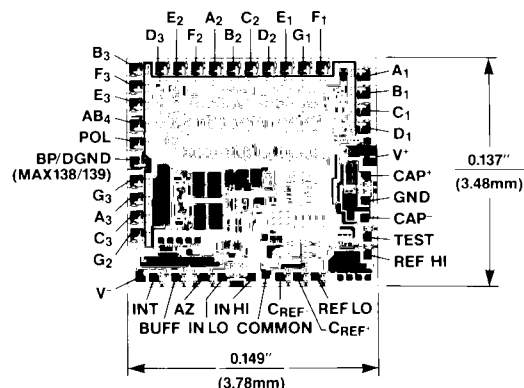 D3 E2 F2 A2 B2 C2 D2 E1 G1 F1
B3
F3
E3
AB4
POL
BP/DGND
(MAX138/139)
G3
A3
C3
G2
V−
A1
B1
C1
D1
V+
CAP+
GND
CAP−
TEST
REF HI
INT
BUFF
AZ
IN LO
IN HI
COMMON
CREF−
CREF+
REF LO
0.137"
(3.48mm)
0.149"
(3.78mm)